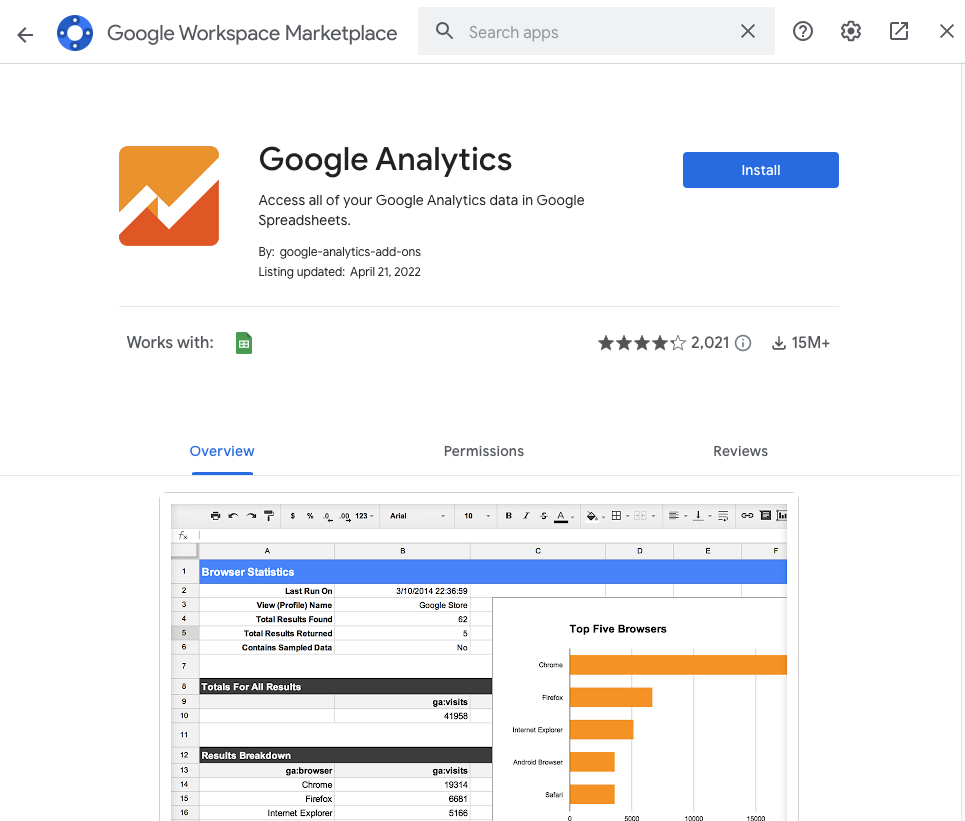 Google Workspace Marketplace
Search apps
Google Analytics
Install
Access all of your Google Analytics data in Google
Spreadsheets.
By: google-analytics-add-ons
Listing updated: April 21, 2022
Works with:
2,021
15M+
Overview
Permissions
Reviews
$ % .0 .00 123 Arial 10 B I S A
fx
A B C D E F
1 Browser Statistics
2 Last Run On 3/10/2014 22:36:59
3 View (Profile) Name Google Store
4 Total Results Found 62
5 Total Results Returned 5
6 Contains Sampled Data No
7
8 Totals For All Results
9 ga:visits
10 41958
11
12 Results Breakdown
13 ga:browser ga:visits
14 Chrome 19314
15 Firefox 6681
16 Internet Explorer 5166
Top Five Browsers
Chrome
Firefox
Internet Explorer
Android Browser
Safari
0 5000 10000 15000